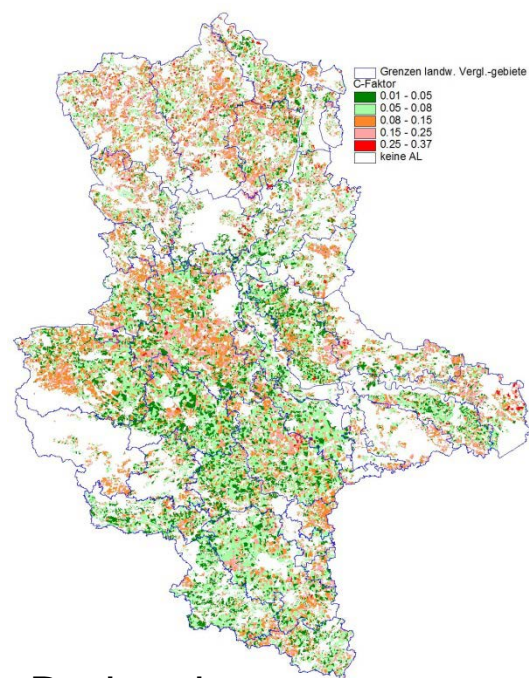 Grenzen landw. Vergl.-gebiete
C-Faktor
0.01 - 0.05
0.05 - 0.08
0.08 - 0.15
0.15 - 0.25
0.25 - 0.37
keine AL